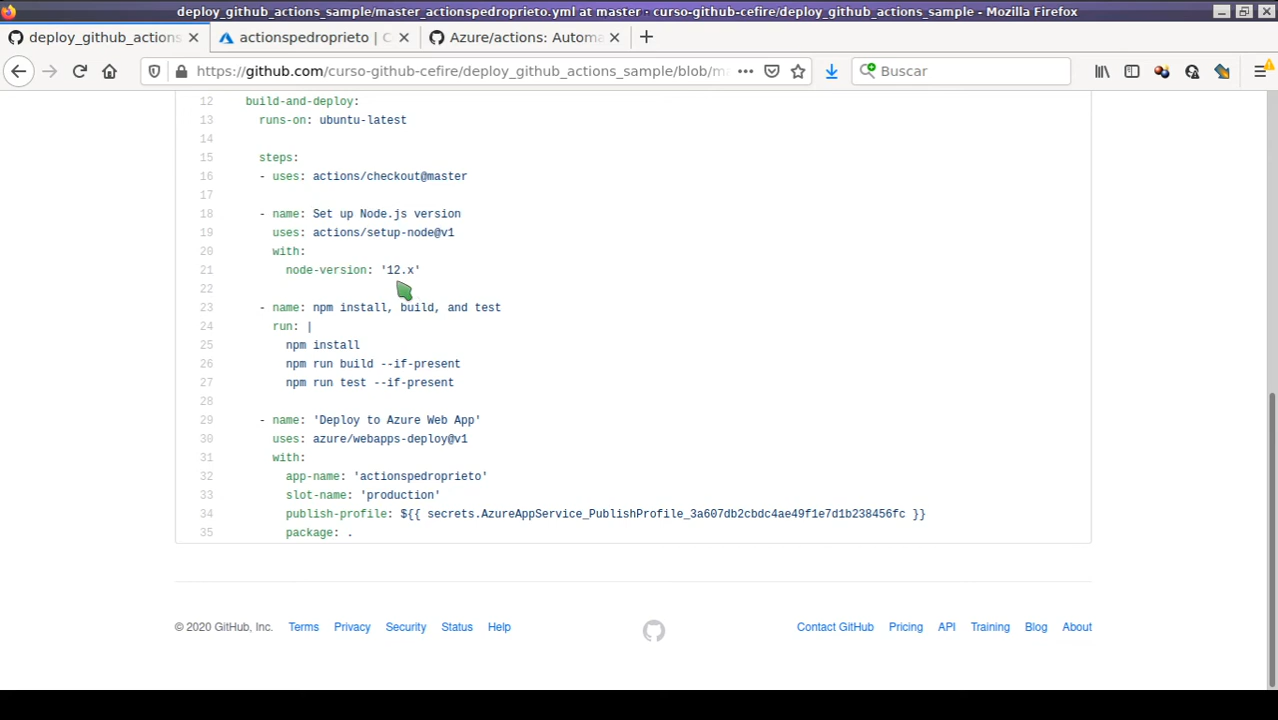 deploy_github_actions_sample/master_actionspedroprieto.yml at master · curso-github-cefire/deploy_github_actions_sample - Mozilla Firefox
deploy_github_actions
actionspedroprieto | C
Azure/actions: Automa
https://github.com/curso-github-cefire/deploy_github_actions_sample/blob/m
Buscar
12 build-and-deploy:
13 runs-on: ubuntu-latest
14
15 steps:
16 - uses: actions/checkout@master
17
18 - name: Set up Node.js version
19 uses: actions/setup-node@v1
20 with:
21 node-version: '12.x'
22
23 - name: npm install, build, and test
24 run: |
25 npm install
26 npm run build --if-present
27 npm run test --if-present
28
29 - name: 'Deploy to Azure Web App'
30 uses: azure/webapps-deploy@v1
31 with:
32 app-name: 'actionspedroprieto'
33 slot-name: 'production'
34 publish-profile: ${{ secrets.AzureAppService_PublishProfile_3a607db2cbdc4ae49f1e7d1b238456fc }}
35 package: .
© 2020 GitHub, Inc. Terms Privacy Security Status Help Contact GitHub Pricing API Training Blog About